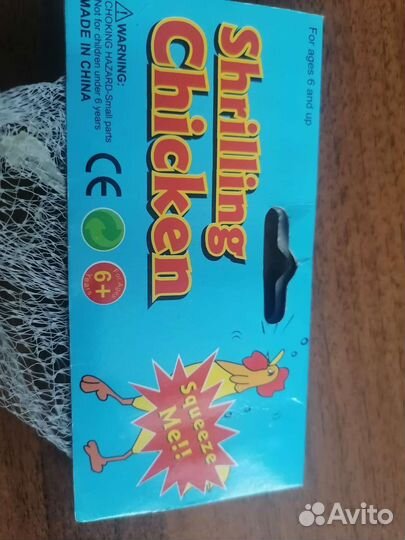 For ages 6 and up
Shrilling
Chicken
WARNING:
CHOKING HAZARD-Small parts
Not for children under 6 years
MADE IN CHINA
CE
6+
Squeeze
Me!!
Avito